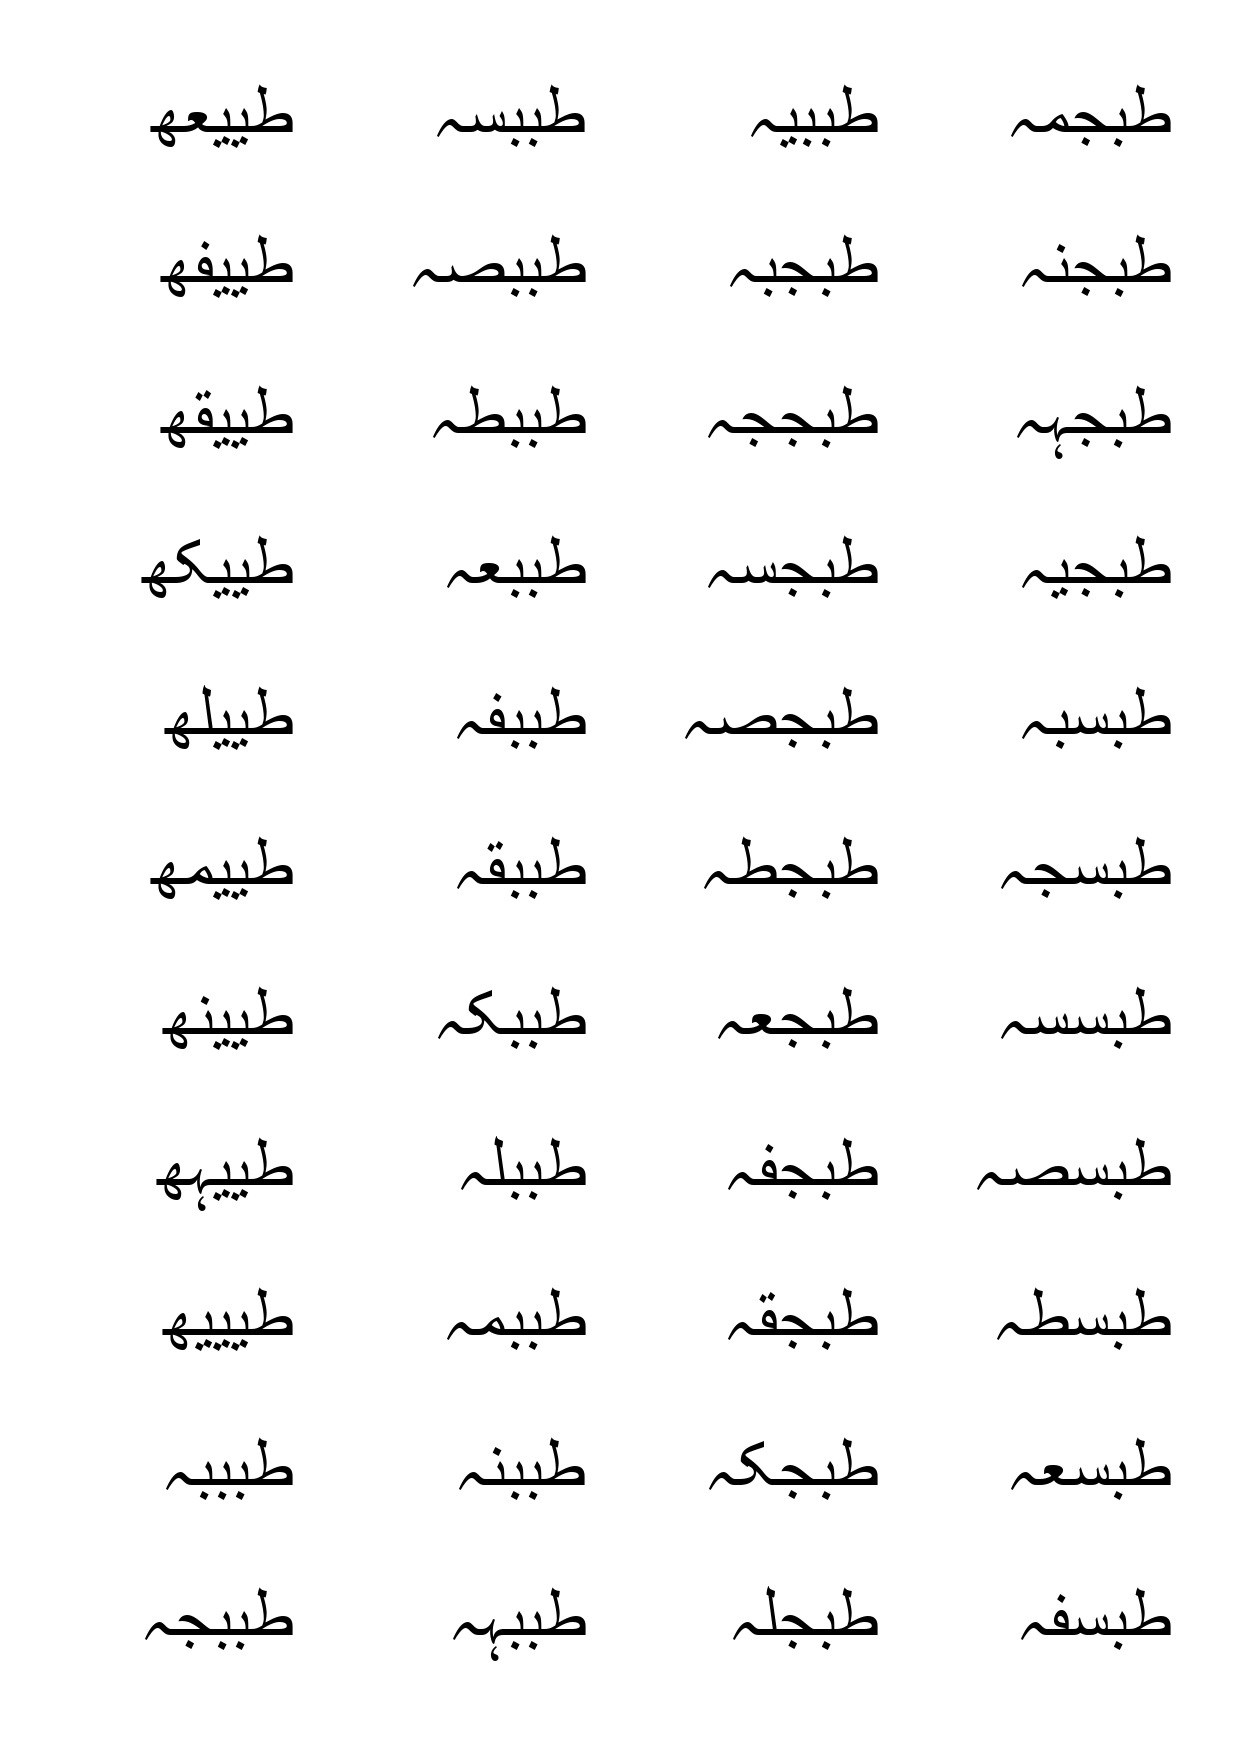 طبجمہ طببیہ طببسہ طییعھ
طبجنہ طبجبہ طببصہ طییفھ
طبجہہ طبججہ طببطہ طییقھ
طبجیہ طبجسہ طببعہ طییکھ
طبسبہ طبجصہ طببفہ طییلھ
طبسجہ طبجطہ طببقہ طییمھ
طبسسہ طبجعہ طببکہ طیینھ
طبسصہ طبجفہ طببلہ طییہھ
طبسطہ طبجقہ طببمہ طیییھ
طبسعہ طبجکہ طببنہ طبببہ
طبسفہ طبجلہ طببہہ طببجہ